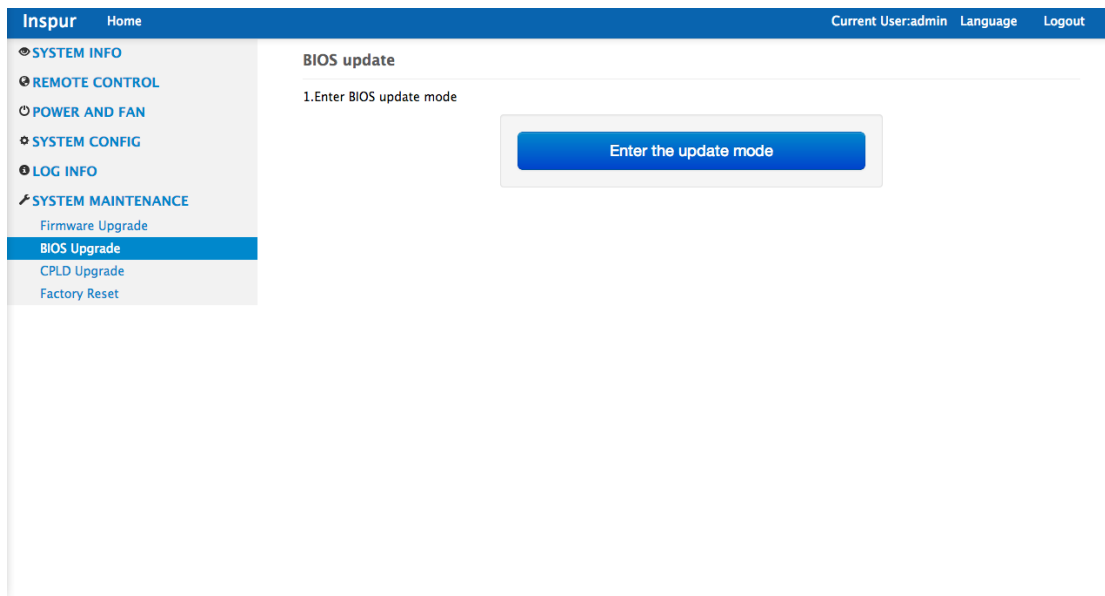 Inspur Home Current User:admin Language Logout
SYSTEM INFO
REMOTE CONTROL
POWER AND FAN
SYSTEM CONFIG
LOG INFO
SYSTEM MAINTENANCE
Firmware Upgrade
BIOS Upgrade
CPLD Upgrade
Factory Reset
BIOS update
1.Enter BIOS update mode
Enter the update mode